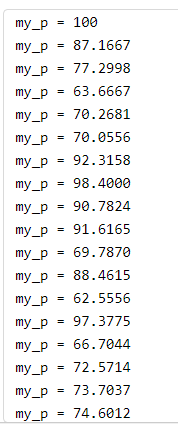 my_p = 100
my_p = 87.1667
my_p = 77.2998
my_p = 63.6667
my_p = 70.2681
my_p = 70.0556
my_p = 92.3158
my_p = 98.4000
my_p = 90.7824
my_p = 91.6165
my_p = 69.7870
my_p = 88.4615
my_p = 62.5556
my_p = 97.3775
my_p = 66.7044
my_p = 72.5714
my_p = 73.7037
my_p = 74.6012